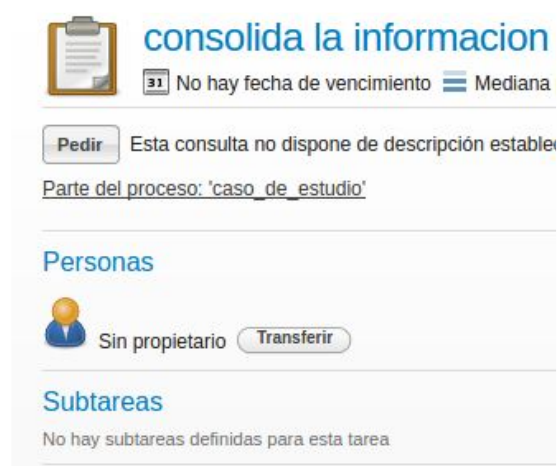 consolida la informacion
31 No hay fecha de vencimiento Mediana
Pedir Esta consulta no dispone de descripción estable
Parte del proceso: 'caso_de_estudio'
Personas
Sin propietario Transferir
Subtareas
No hay subtareas definidas para esta tarea